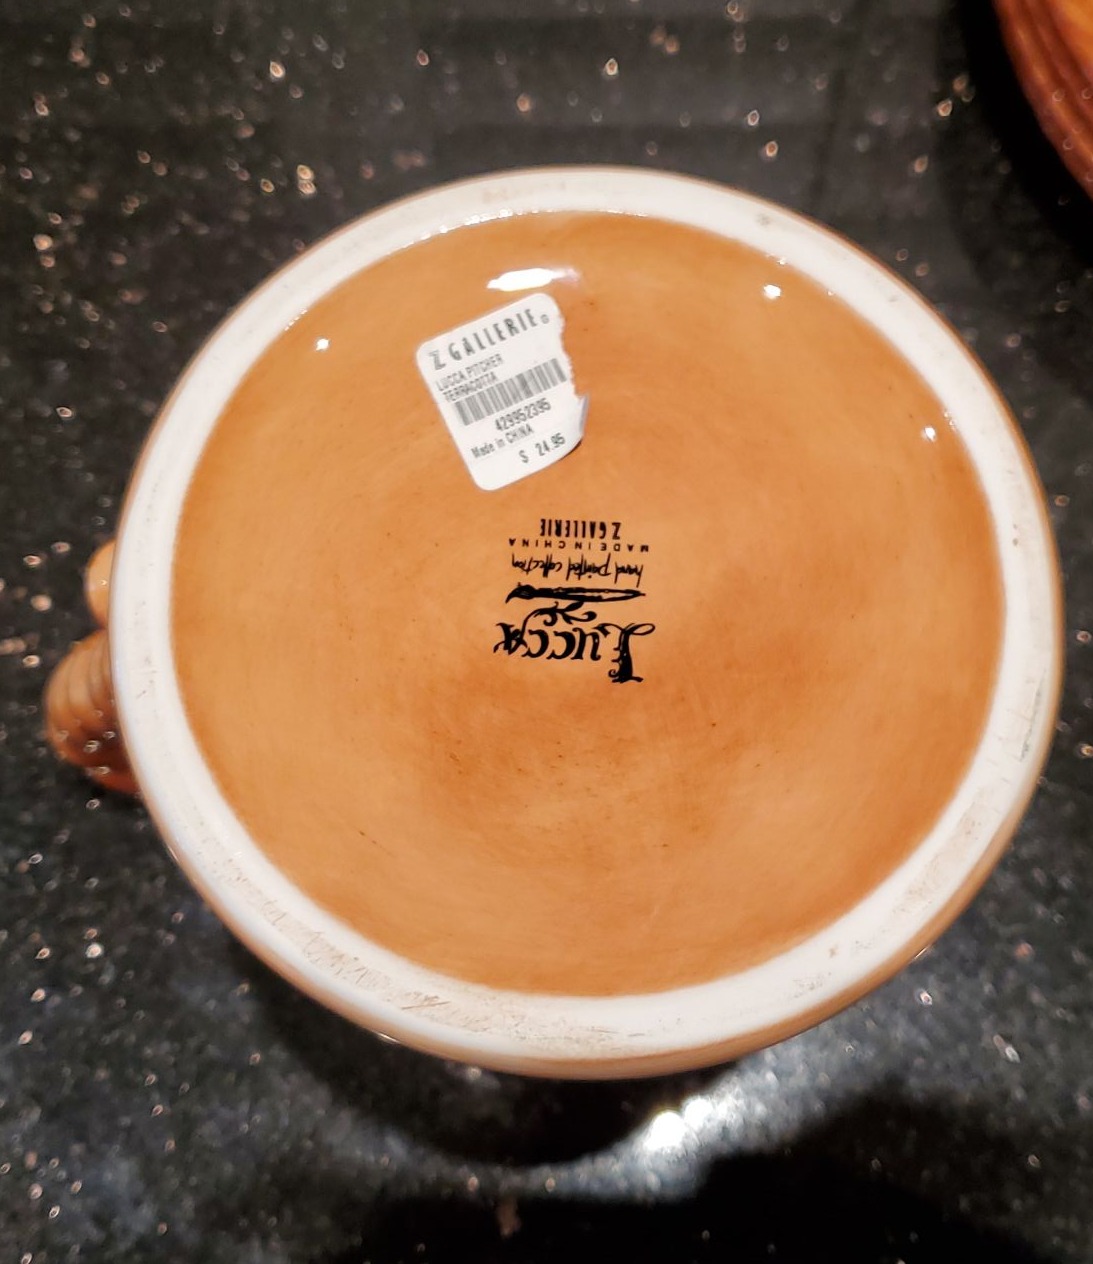 Z GALLERIE®
LUCCA PITCHER
TERRACOTTA
429952395
Made in CHINA
$ 24.95
LUCCA
hand painted collection
MADE IN CHINA
Z GALLERIE